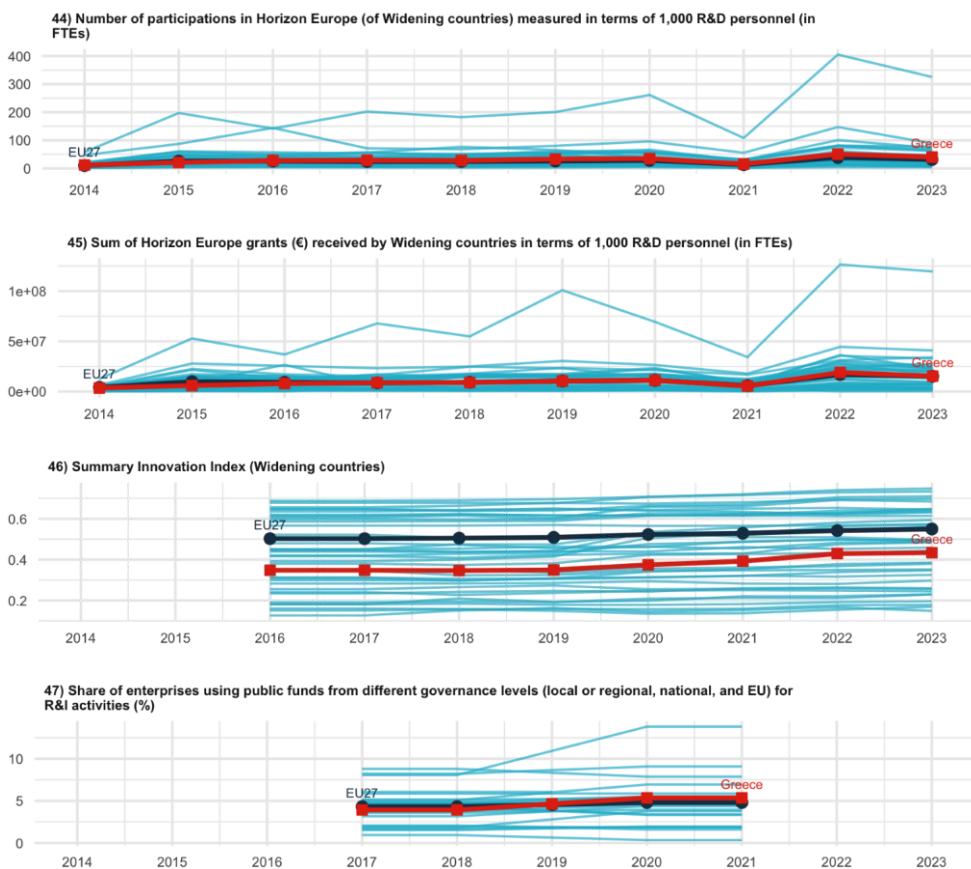 44) Number of participations in Horizon Europe (of Widening countries) measured in terms of 1,000 R&D personnel (in
FTEs)
400
300
200
100
0
EU27
Greece
2014 2015 2016 2017 2018 2019 2020 2021 2022 2023
45) Sum of Horizon Europe grants (€) received by Widening countries in terms of 1,000 R&D personnel (in FTEs)
1e+08
5e+07
0e+00
EU27
Greece
2014 2015 2016 2017 2018 2019 2020 2021 2022 2023
46) Summary Innovation Index (Widening countries)
0.6
0.4
0.2
EU27
Greece
2014 2015 2016 2017 2018 2019 2020 2021 2022 2023
47) Share of enterprises using public funds from different governance levels (local or regional, national, and EU) for
R&I activities (%)
10
5
0
EU27
Greece
2014 2015 2016 2017 2018 2019 2020 2021 2022 2023